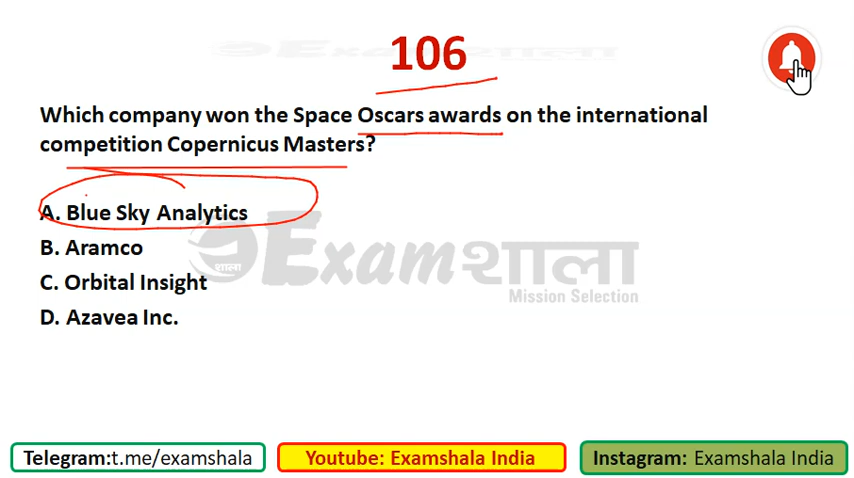 106
Which company won the Space Oscars awards on the international
competition Copernicus Masters?
A. Blue Sky Analytics
B. Aramco
C. Orbital Insight
D. Azavea Inc.
शाला
Examशाला
Mission Selection
Telegram:t.me/examshala
Youtube: Examshala India
Instagram: Examshala India